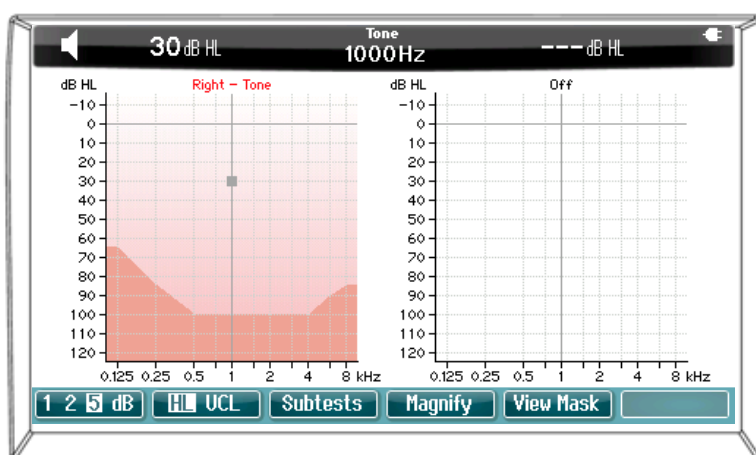 30 dB HL
Tone
1000Hz
--- dB HL
dB HL
Right - Tone
-10
0
10
20
30
40
50
60
70
80
90
100
110
120
0.125 0.25 0.5 1 2 4 8 kHz
dB HL
Off
-10
0
10
20
30
40
50
60
70
80
90
100
110
120
0.125 0.25 0.5 1 2 4 8 kHz
1 2 5 dB
HL UCL
Subtests
Magnify
View Mask